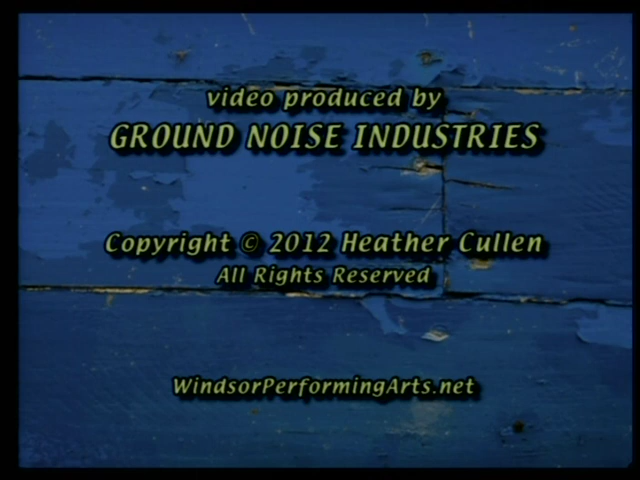 video produced by
GROUND NOISE INDUSTRIES
Copyright © 2012 Heather Cullen
All Rights Reserved
WindsorPerformingArts.net